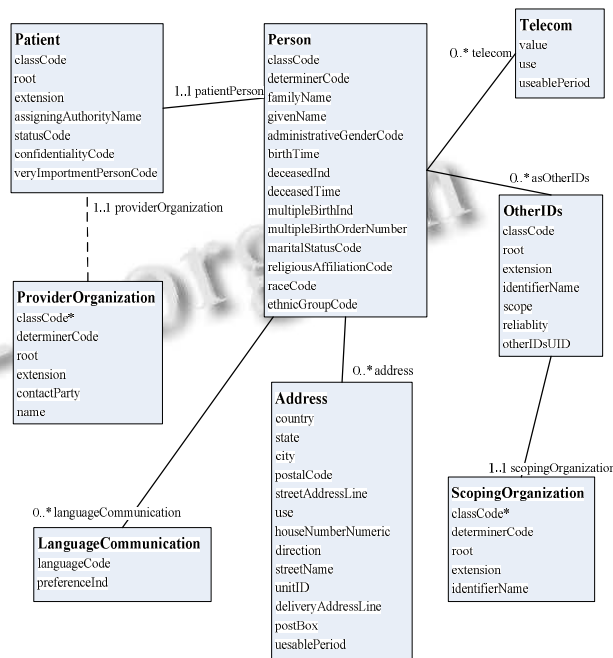 Patient
classCode
root
extension
assigningAuthorityName
statusCode
confidentialityCode
veryImportmentPersonCode
1..1 patientPerson
Person
classCode
determinerCode
familyName
givenName
administrativeGenderCode
birthTime
deceasedInd
deceasedTime
multipleBirthInd
multipleBirthOrderNumber
maritalStatusCode
religiousAffiliationCode
raceCode
ethnicGroupCode
0..* telecom
Telecom
value
use
useablePeriod
0..* asOtherIDs
OtherIDs
classCode
root
extension
identifierName
scope
reliablity
otherIDsUID
1..1 providerOrganization
ProviderOrganization
classCode*
determinerCode
root
extension
contactParty
name
0..* address
Address
country
state
city
postalCode
streetAddressLine
use
houseNumberNumeric
direction
streetName
unitID
deliveryAddressLine
postBox
uesablePeriod
1..1 scopingOrganization
ScopingOrganization
classCode*
determinerCode
root
extension
identifierName
0..* languageCommunication
LanguageCommunication
languageCode
preferenceInd